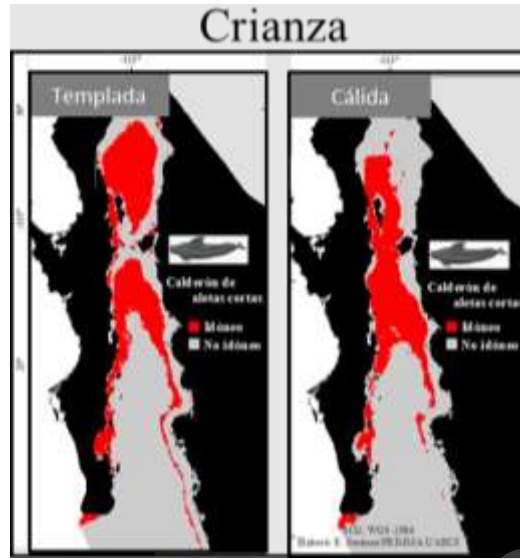 Crianza
Templada
Cálida
Calderón de
aletas cortas
Idóneo
No idóneo
Calderón de
aletas cortas
Idóneo
No idóneo